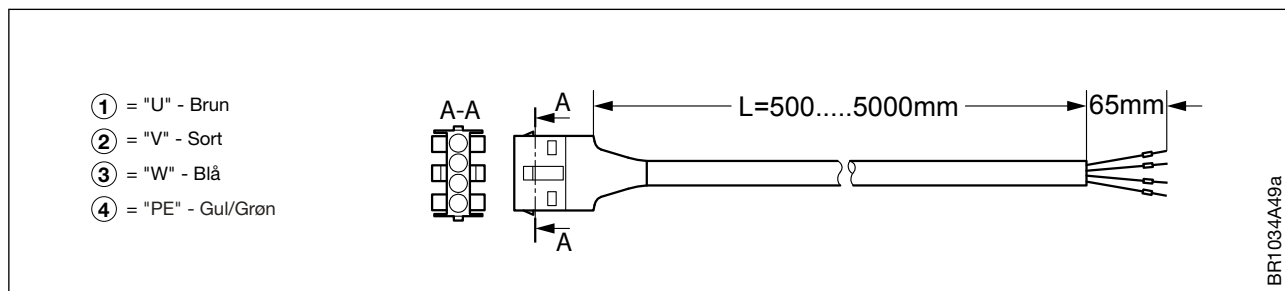 ① = "U" - Brun
② = "V" - Sort
③ = "W" - Blå
④ = "PE" - Gul/Grøn
A-A
A
L=500.....5000mm
65mm
A
BR1034A49a